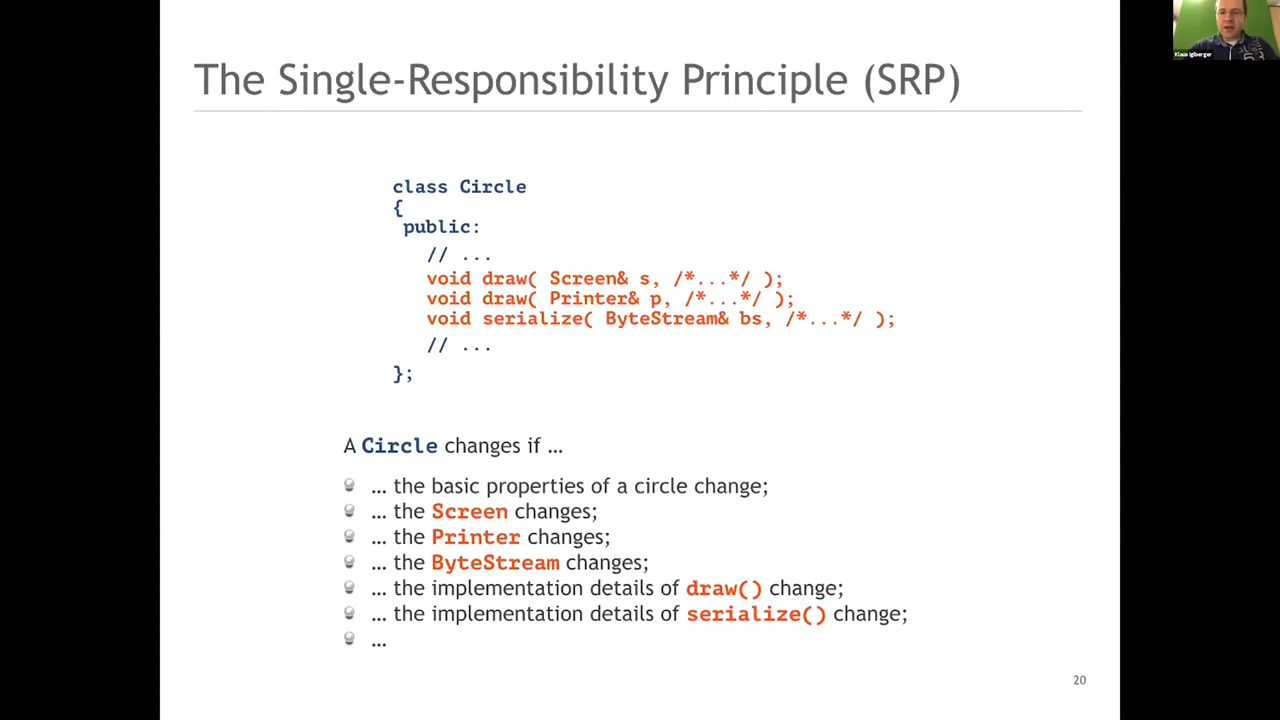 The Single-Responsibility Principle (SRP)
Klaus Iglberger
class Circle
{
public:
// ...
void draw( Screen& s, /*...*/ );
void draw( Printer& p, /*...*/ );
void serialize( ByteStream& bs, /*...*/ );
// ...
};
A Circle changes if ...
... the basic properties of a circle change;
... the Screen changes;
... the Printer changes;
... the ByteStream changes;
... the implementation details of draw() change;
... the implementation details of serialize() change;
...
20